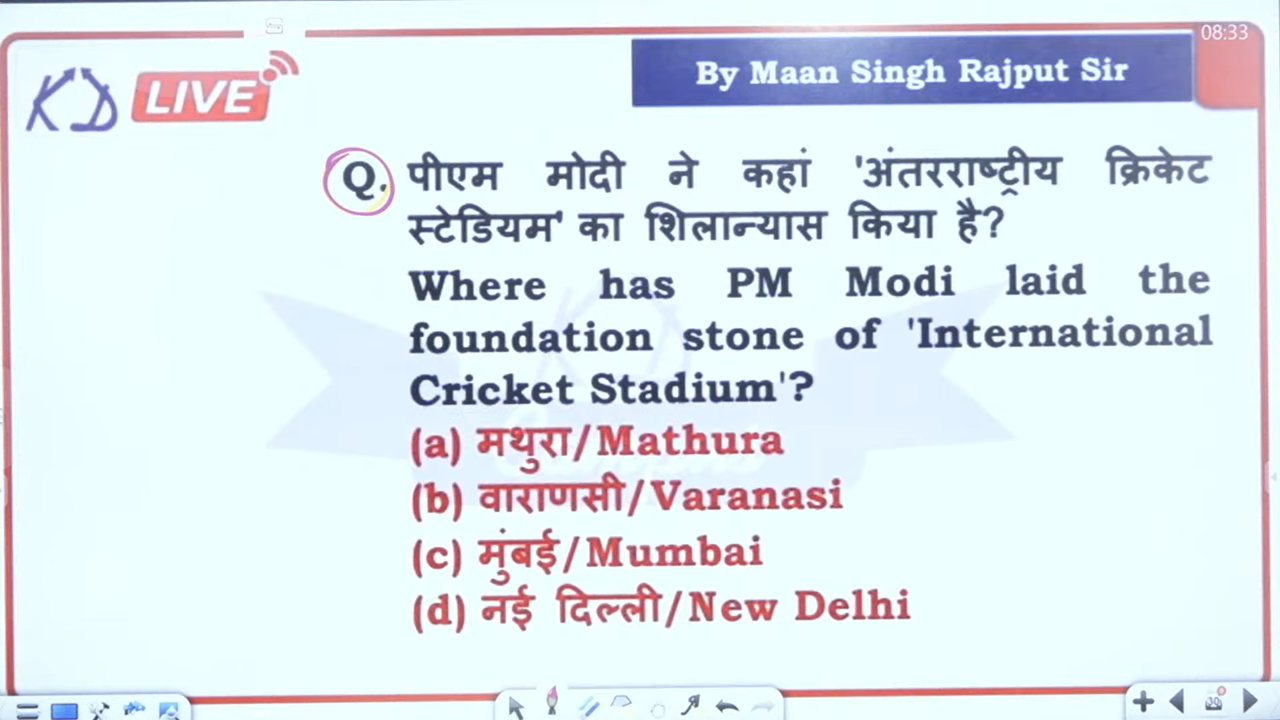 08:33
KD LIVE
By Maan Singh Rajput Sir
Q. पीएम मोदी ने कहां 'अंतरराष्ट्रीय क्रिकेट
स्टेडियम' का शिलान्यास किया है?
Where has PM Modi laid the
foundation stone of 'International
Cricket Stadium'?
(a) मथुरा/Mathura
(b) वाराणसी/Varanasi
(c) मुंबई/Mumbai
(d) नई दिल्ली/New Delhi
30